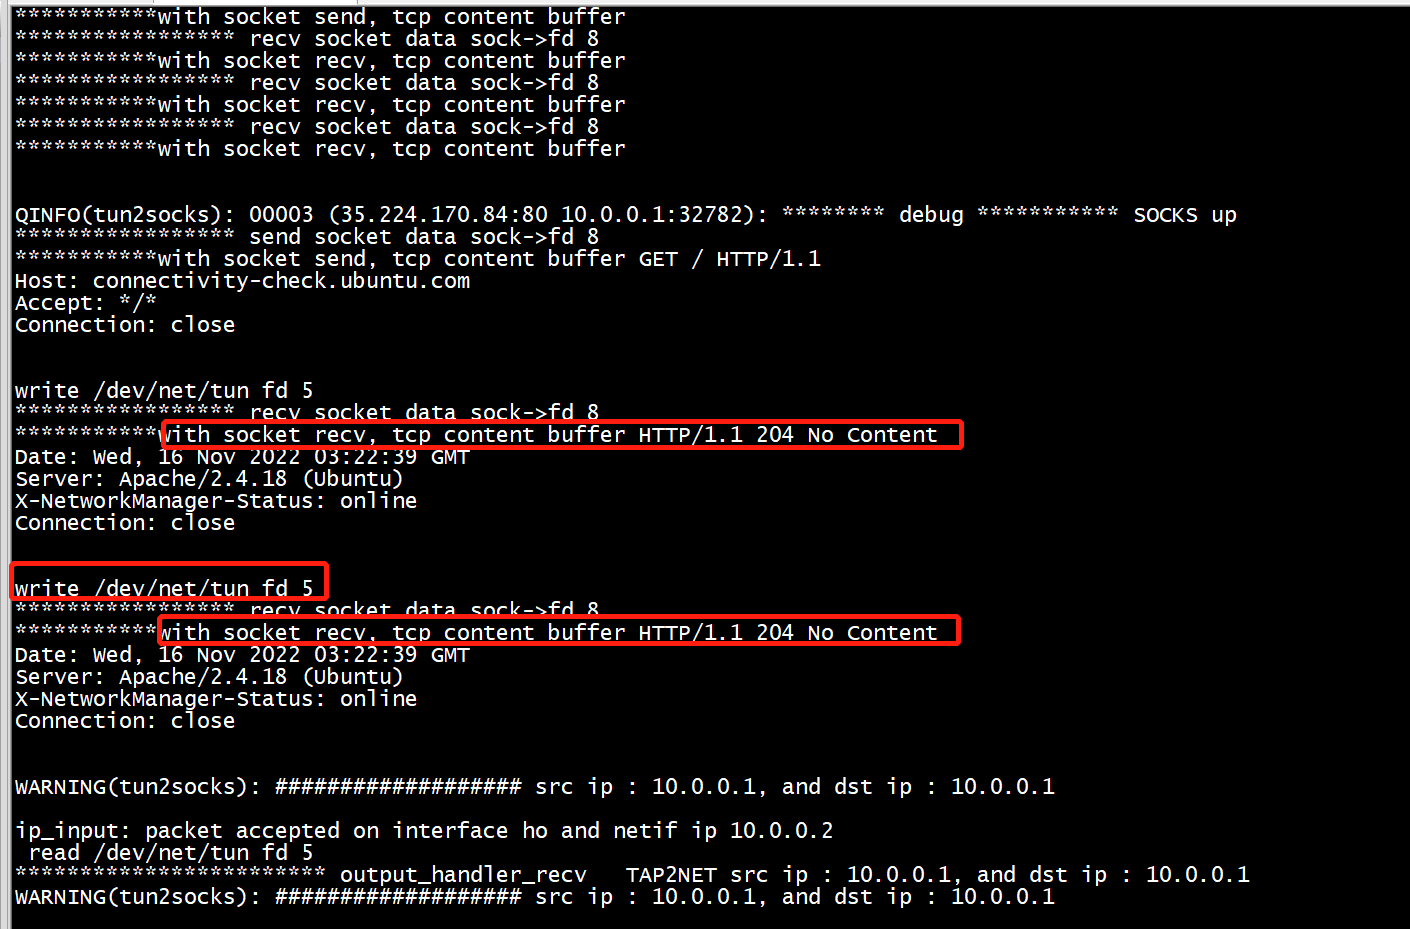 ***********with socket send, tcp content buffer
***************** recv socket data sock->fd 8
***********with socket recv, tcp content buffer
***************** recv socket data sock->fd 8
***********with socket recv, tcp content buffer
***************** recv socket data sock->fd 8
***********with socket recv, tcp content buffer
QINFO(tun2socks): 00003 (35.224.170.84:80 10.0.0.1:32782): ******** debug *********** SOCKS up
***************** send socket data sock->fd 8
***********with socket send, tcp content buffer GET / HTTP/1.1
Host: connectivity-check.ubuntu.com
Accept: */*
Connection: close
write /dev/net/tun fd 5
***************** recv socket data sock->fd 8
***********with socket recv, tcp content buffer HTTP/1.1 204 No Content
Date: Wed, 16 Nov 2022 03:22:39 GMT
Server: Apache/2.4.18 (Ubuntu)
X-NetworkManager-Status: online
Connection: close
write /dev/net/tun fd 5
***************** recv socket data sock->fd 8
***********with socket recv, tcp content buffer HTTP/1.1 204 No Content
Date: Wed, 16 Nov 2022 03:22:39 GMT
Server: Apache/2.4.18 (Ubuntu)
X-NetworkManager-Status: online
Connection: close
WARNING(tun2socks): ################### src ip : 10.0.0.1, and dst ip : 10.0.0.1
ip_input: packet accepted on interface ho and netif ip 10.0.0.2
read /dev/net/tun fd 5
************************ output_handler_recv   TAP2NET src ip : 10.0.0.1, and dst ip : 10.0.0.1
WARNING(tun2socks): ################### src ip : 10.0.0.1, and dst ip : 10.0.0.1